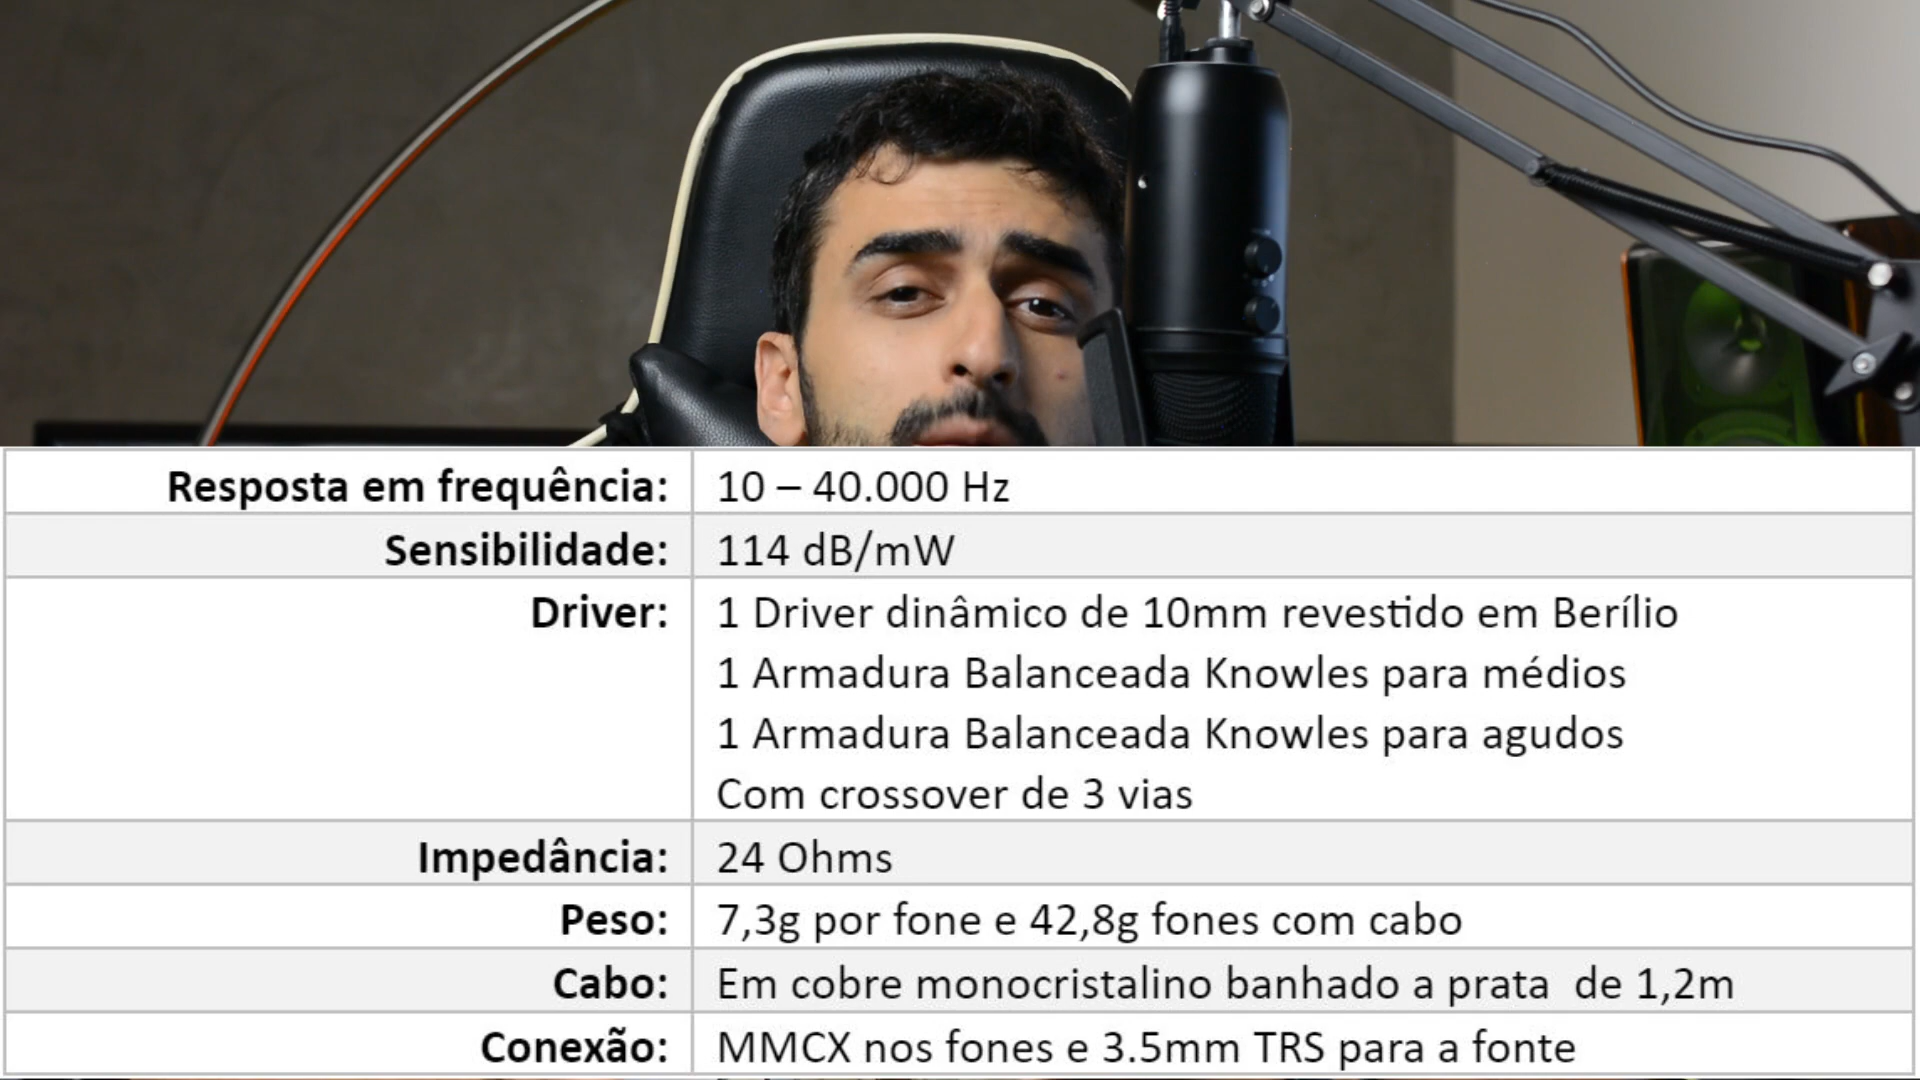 Resposta em frequência: 10 – 40.000 Hz
Sensibilidade: 114 dB/mW
Driver: 1 Driver dinâmico de 10mm revestido em Berílio
1 Armadura Balanceada Knowles para médios
1 Armadura Balanceada Knowles para agudos
Com crossover de 3 vias
Impedância: 24 Ohms
Peso: 7,3g por fone e 42,8g fones com cabo
Cabo: Em cobre monocristalino banhado a prata  de 1,2m
Conexão: MMCX nos fones e 3.5mm TRS para a fonte